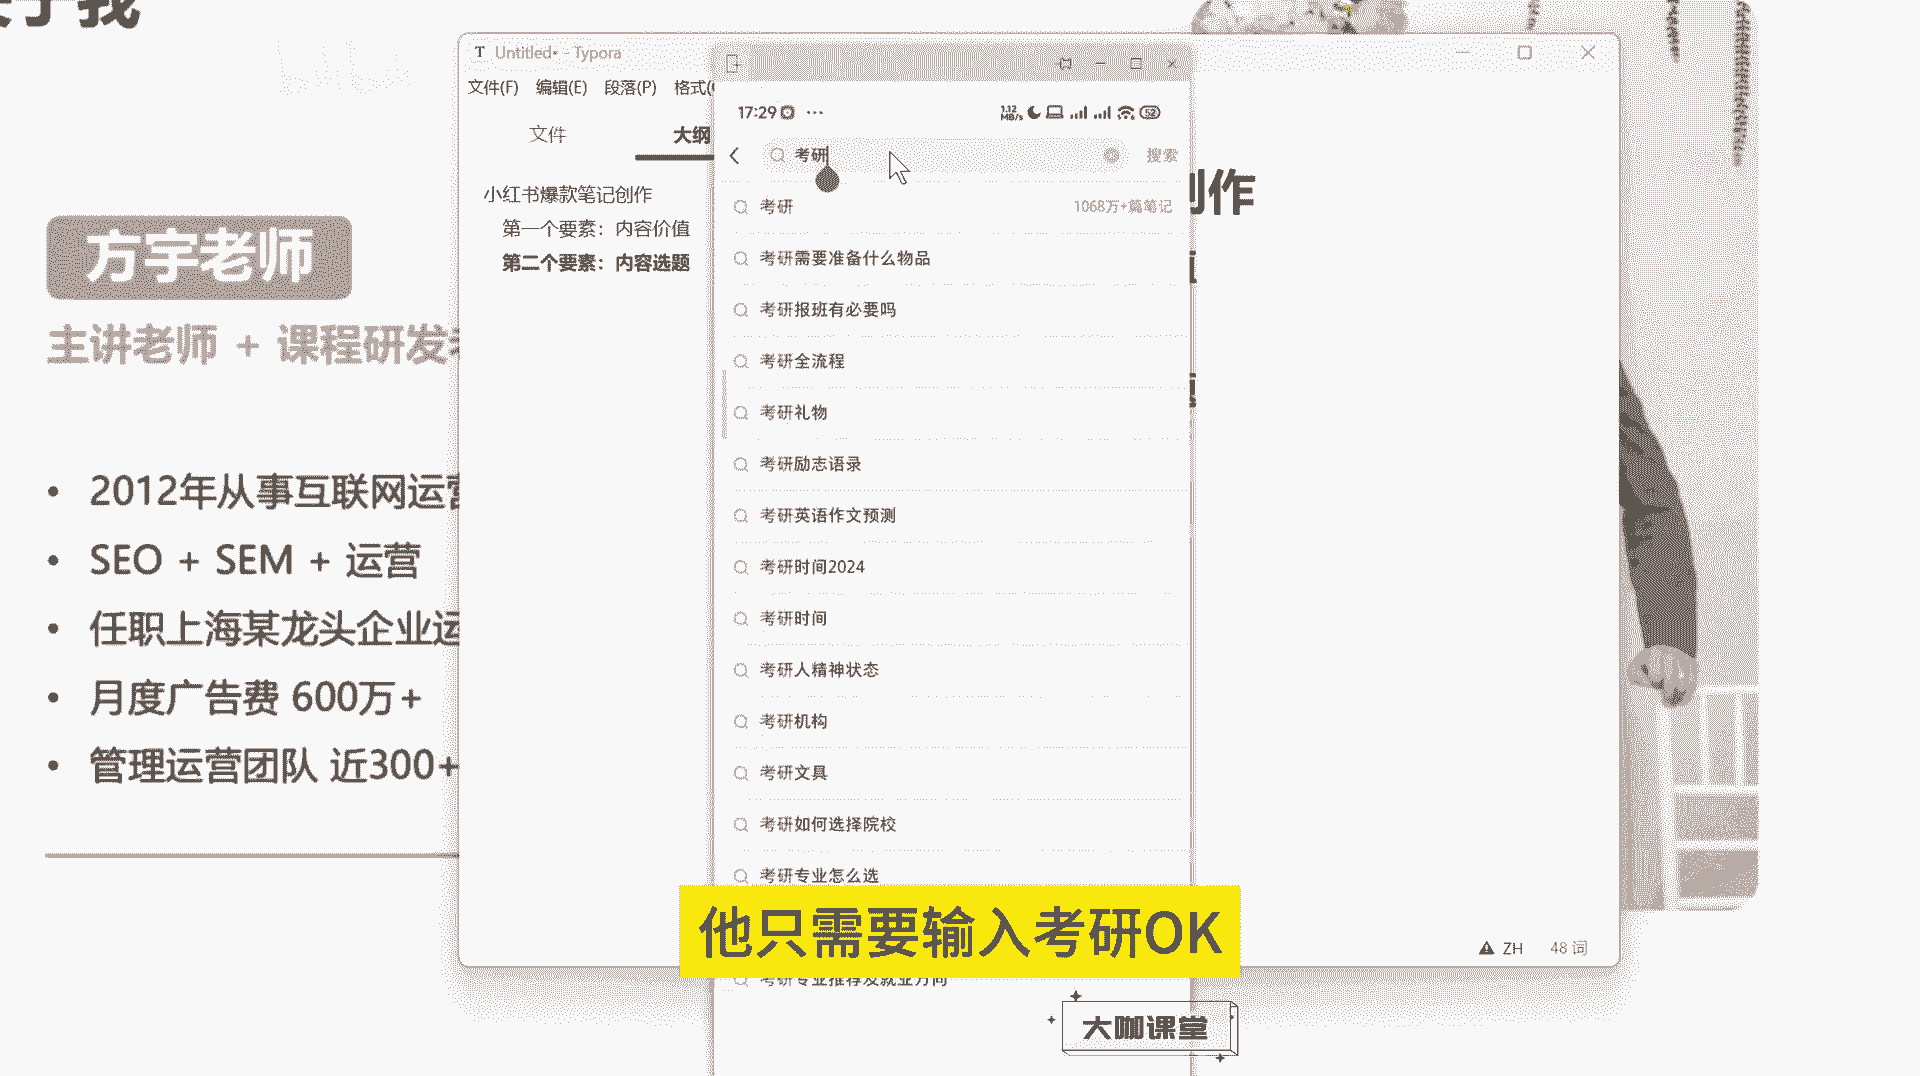 关于我
方宇老师
主讲老师 + 课程研发
2012年从事互联网运营
SEO + SEM + 运营
任职上海某龙头企业运
月度广告费 600万+
管理运营团队 近300+
Untitled• - Typora
文件(F) 编辑(E) 段落(P) 格式(
文件 大纲
小红书爆款笔记创作
第一个要素：内容价值
第二个要素：内容选题
创作
17:29 ··· 1.12 MB/s 52
考研 搜索
考研 1068万+篇笔记
考研需要准备什么物品
考研报班有必要吗
考研全流程
考研礼物
考研励志语录
考研英语作文预测
考研时间2024
考研时间
考研人精神状态
考研机构
考研文具
考研如何选择院校
考研专业怎么选
考研专业推荐及就业方向
他只需要输入考研OK
ZH 48 词
大咖课堂